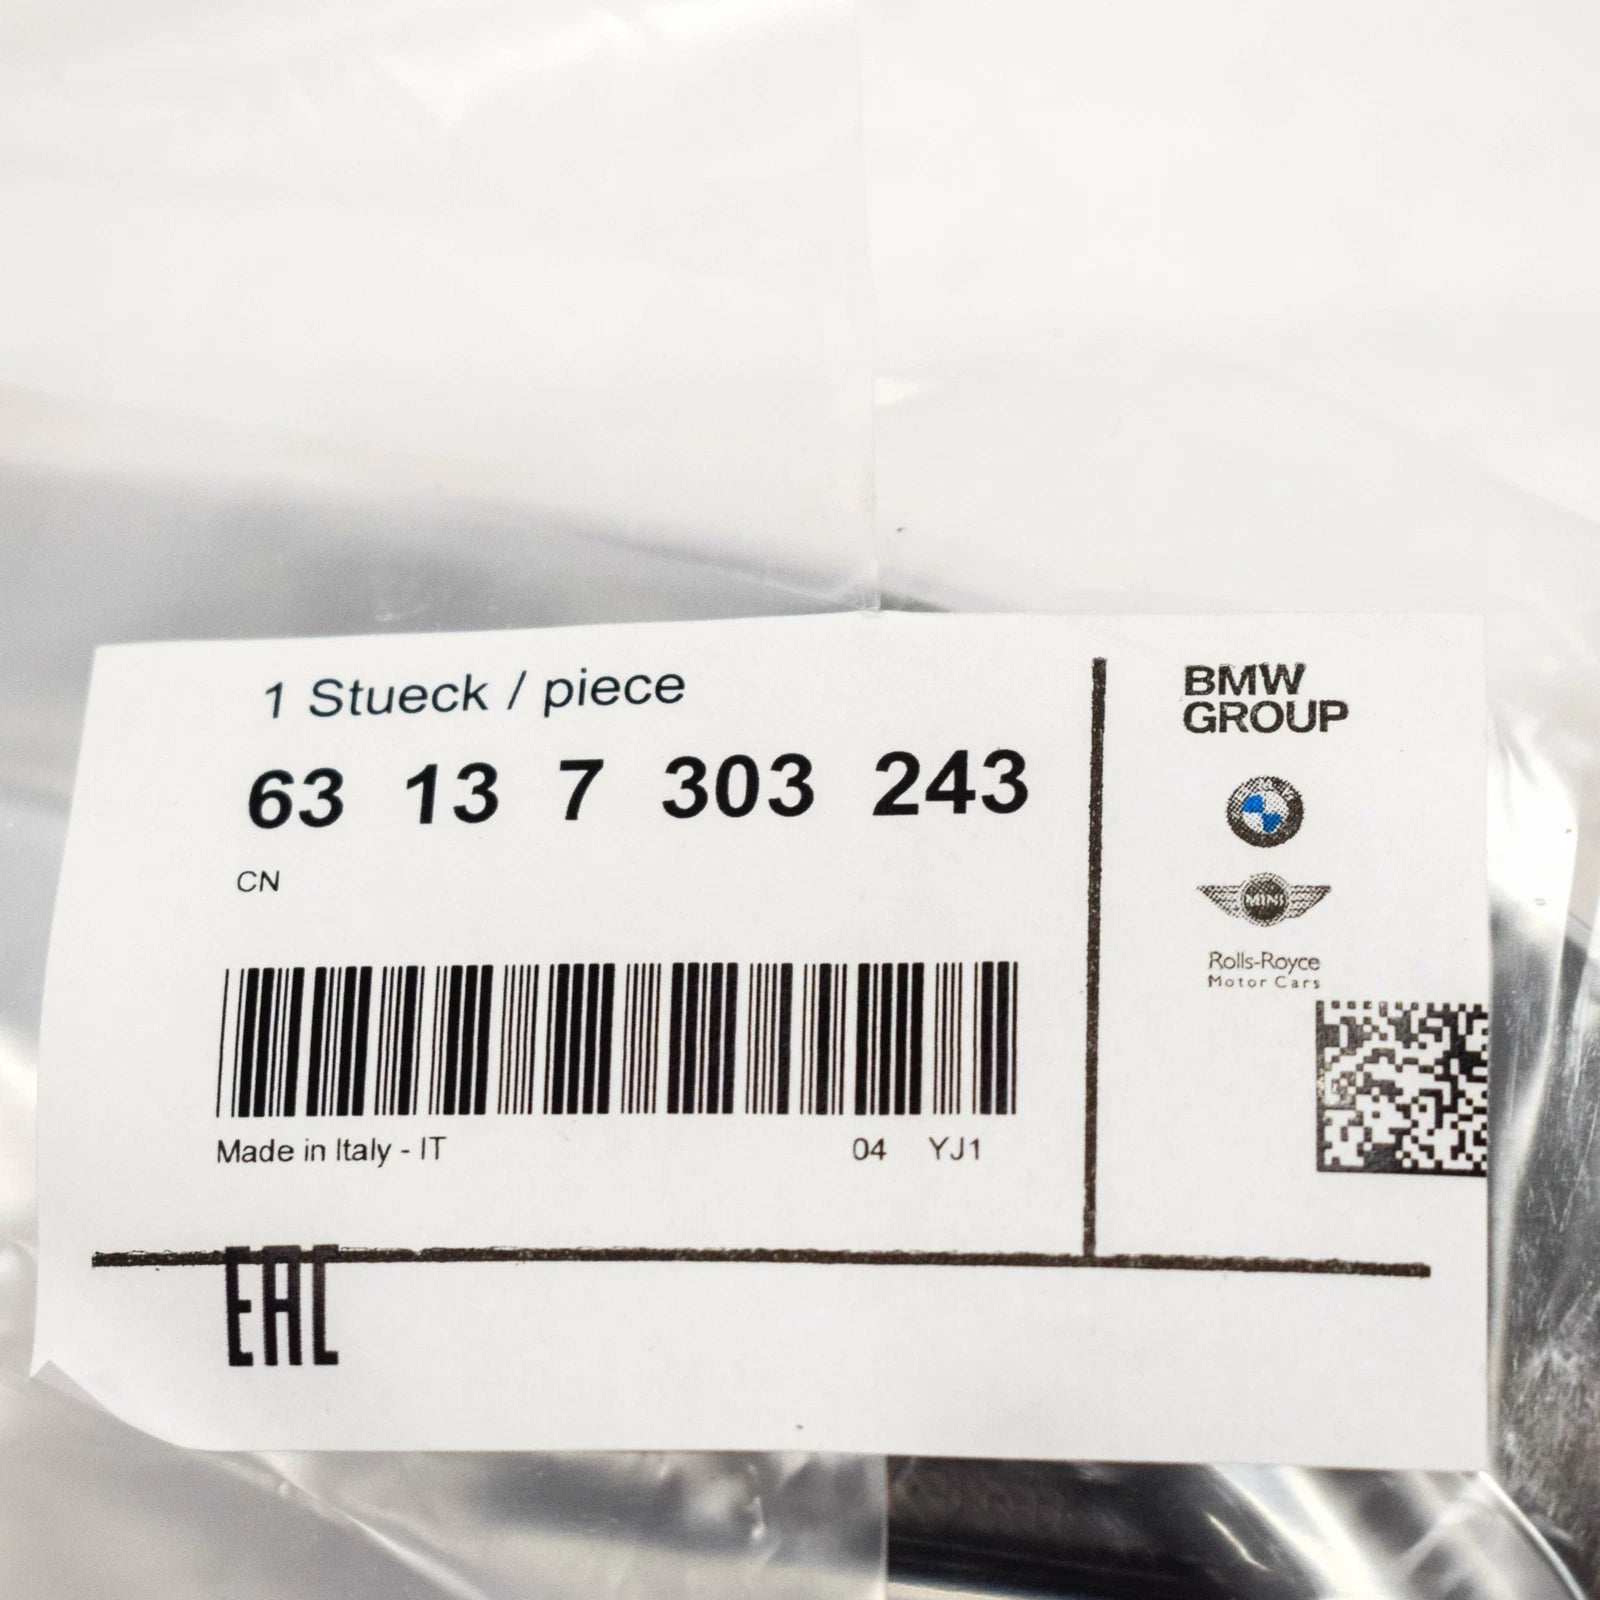 1 Stueck / piece
63 13 7 303 243
CN
Made in Italy - IT
04 YJ1
EAC
BMW
GROUP
MINI
Rolls-Royce
Motor Cars